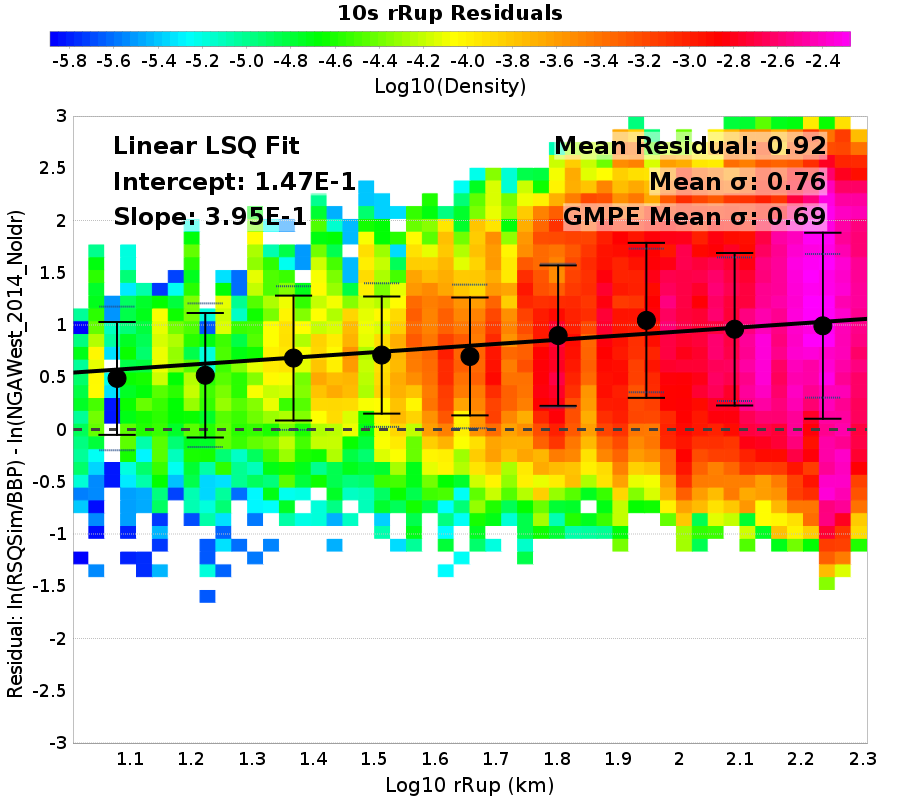 10s rRup Residuals
-5.8 -5.6 -5.4 -5.2 -5.0 -4.8 -4.6 -4.4 -4.2 -4.0 -3.8 -3.6 -3.4 -3.2 -3.0 -2.8 -2.6 -2.4
Log10(Density)
Linear LSQ Fit
Intercept: 1.47E-1
Slope: 3.95E-1
Mean Residual: 0.92
Mean σ: 0.76
GMPE Mean σ: 0.69
Residual: ln(RSQSim/BBP) - ln(NGAWest_2014_NoIdr)
3
2.5
2
1.5
1
0.5
0
-0.5
-1
-1.5
-2
-2.5
-3
1.1 1.2 1.3 1.4 1.5 1.6 1.7 1.8 1.9 2 2.1 2.2 2.3
Log10 rRup (km)